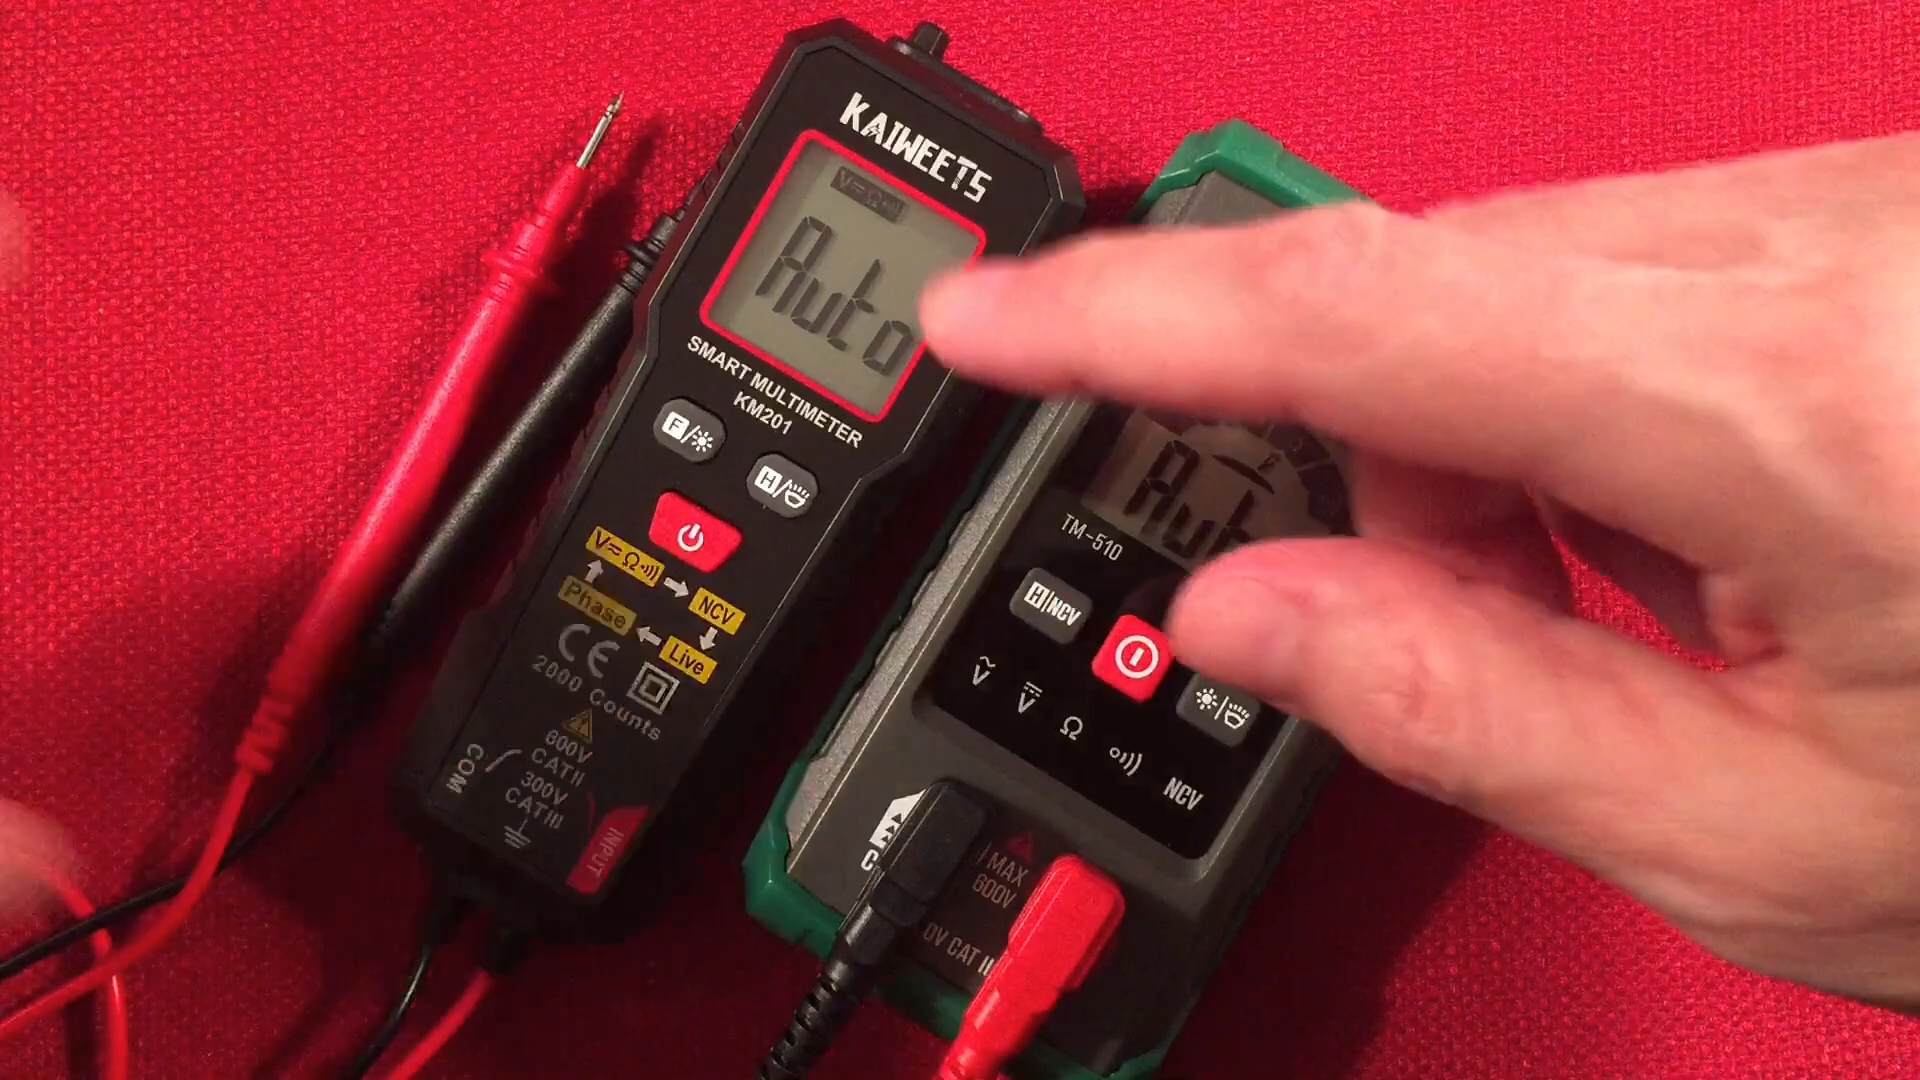 KAIWEETS
V⎓Ω
Auto
SMART MULTIMETER
KM201
F/
H/
V≂Ω
NCV
Phase
Live
CE
2000 Counts
600V
CATII
300V
CATIII
COM
INPUT
TM-510
H/NCV
V
V
Ω
NCV
MAX
600V